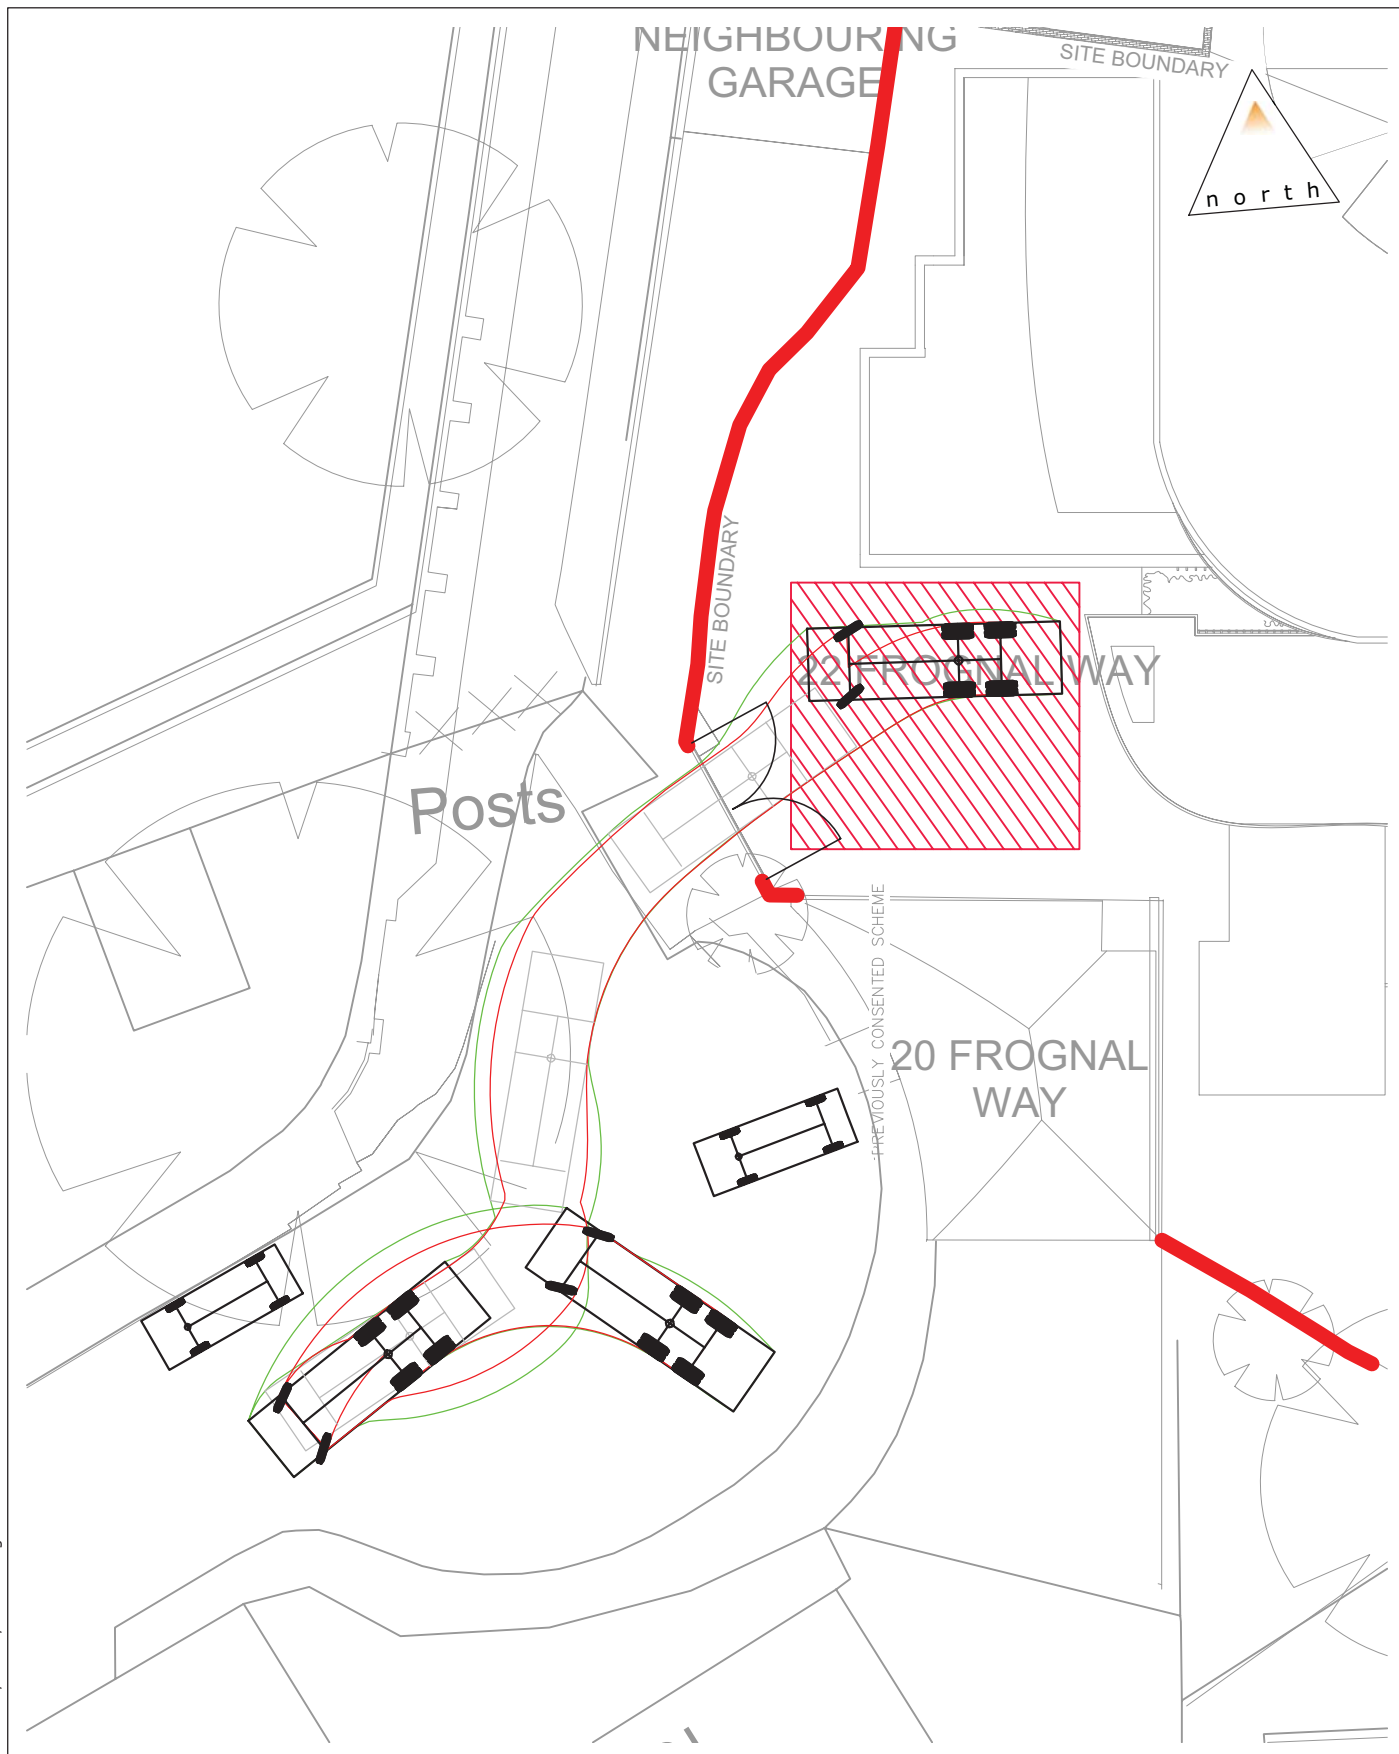 NEIGHBOURING
GARAGE
SITE BOUNDARY
north
SITE BOUNDARY
22 FROGNAL WAY
Posts
PREVIOUSLY CONSENTED SCHEME
20 FROGNAL
WAY